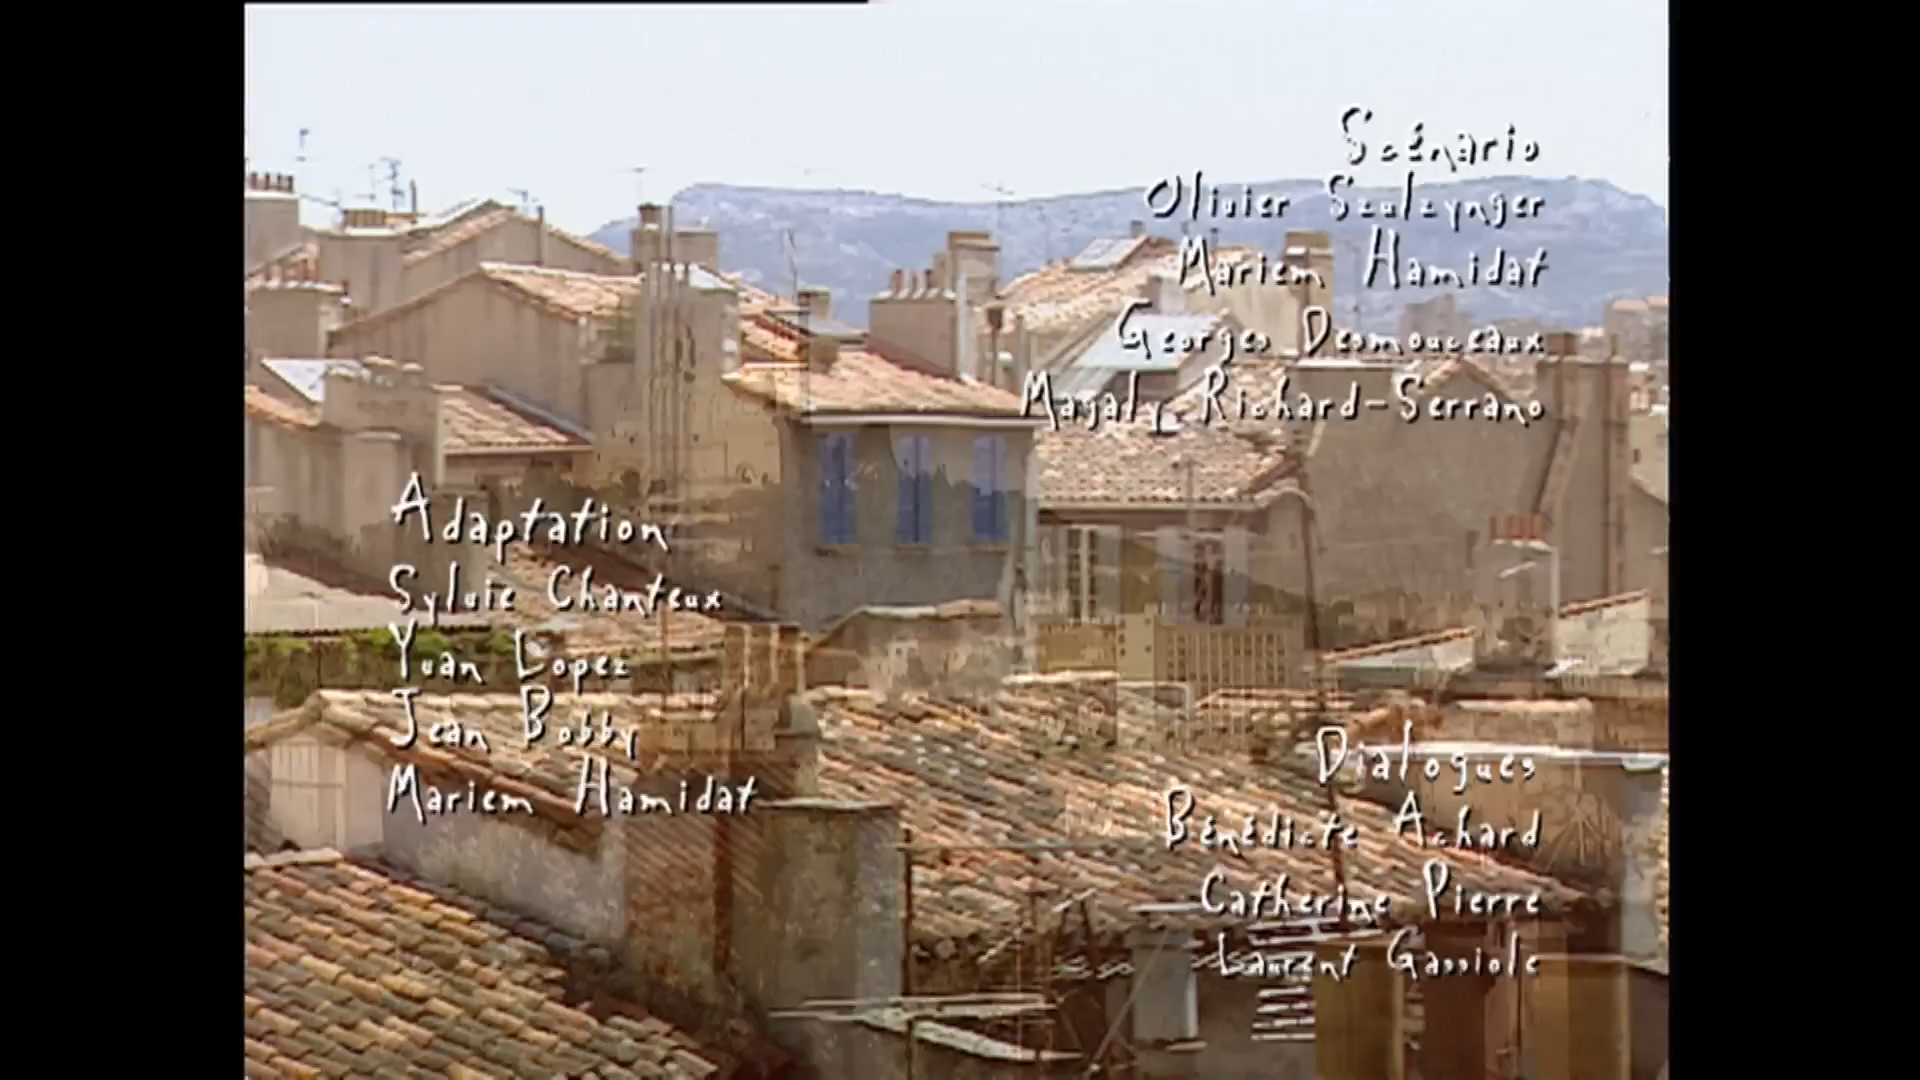 Scénario
Olivier Szulzynger
Mariem Hamidat
Georges Desmouceaux
Magaly Richard-Serrano
Adaptation
Sylvie Chanteux
Yvan Lopez
Jean Bobby
Mariem Hamidat
Dialogues
Bénédicte Achard
Catherine Pierre
Laurent Gassiole